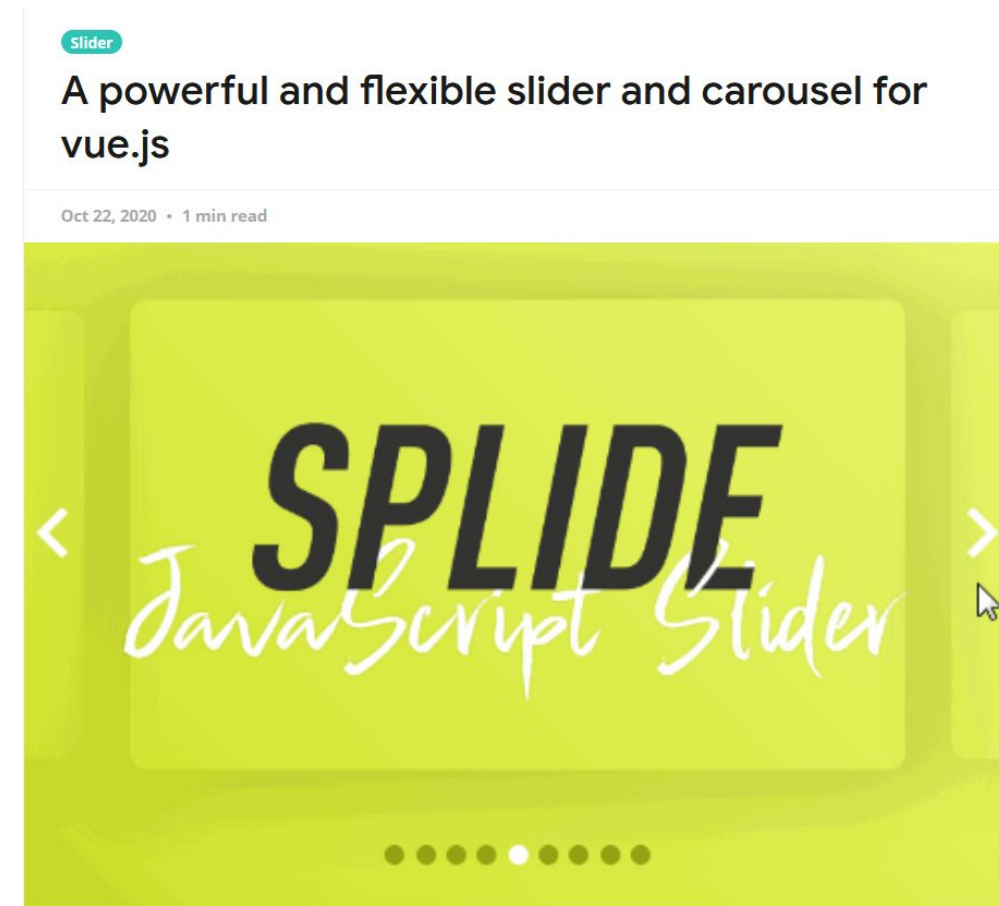 Slider
A powerful and flexible slider and carousel for
vue.js
Oct 22, 2020 • 1 min read
SPLIDE
JavaScript Slider